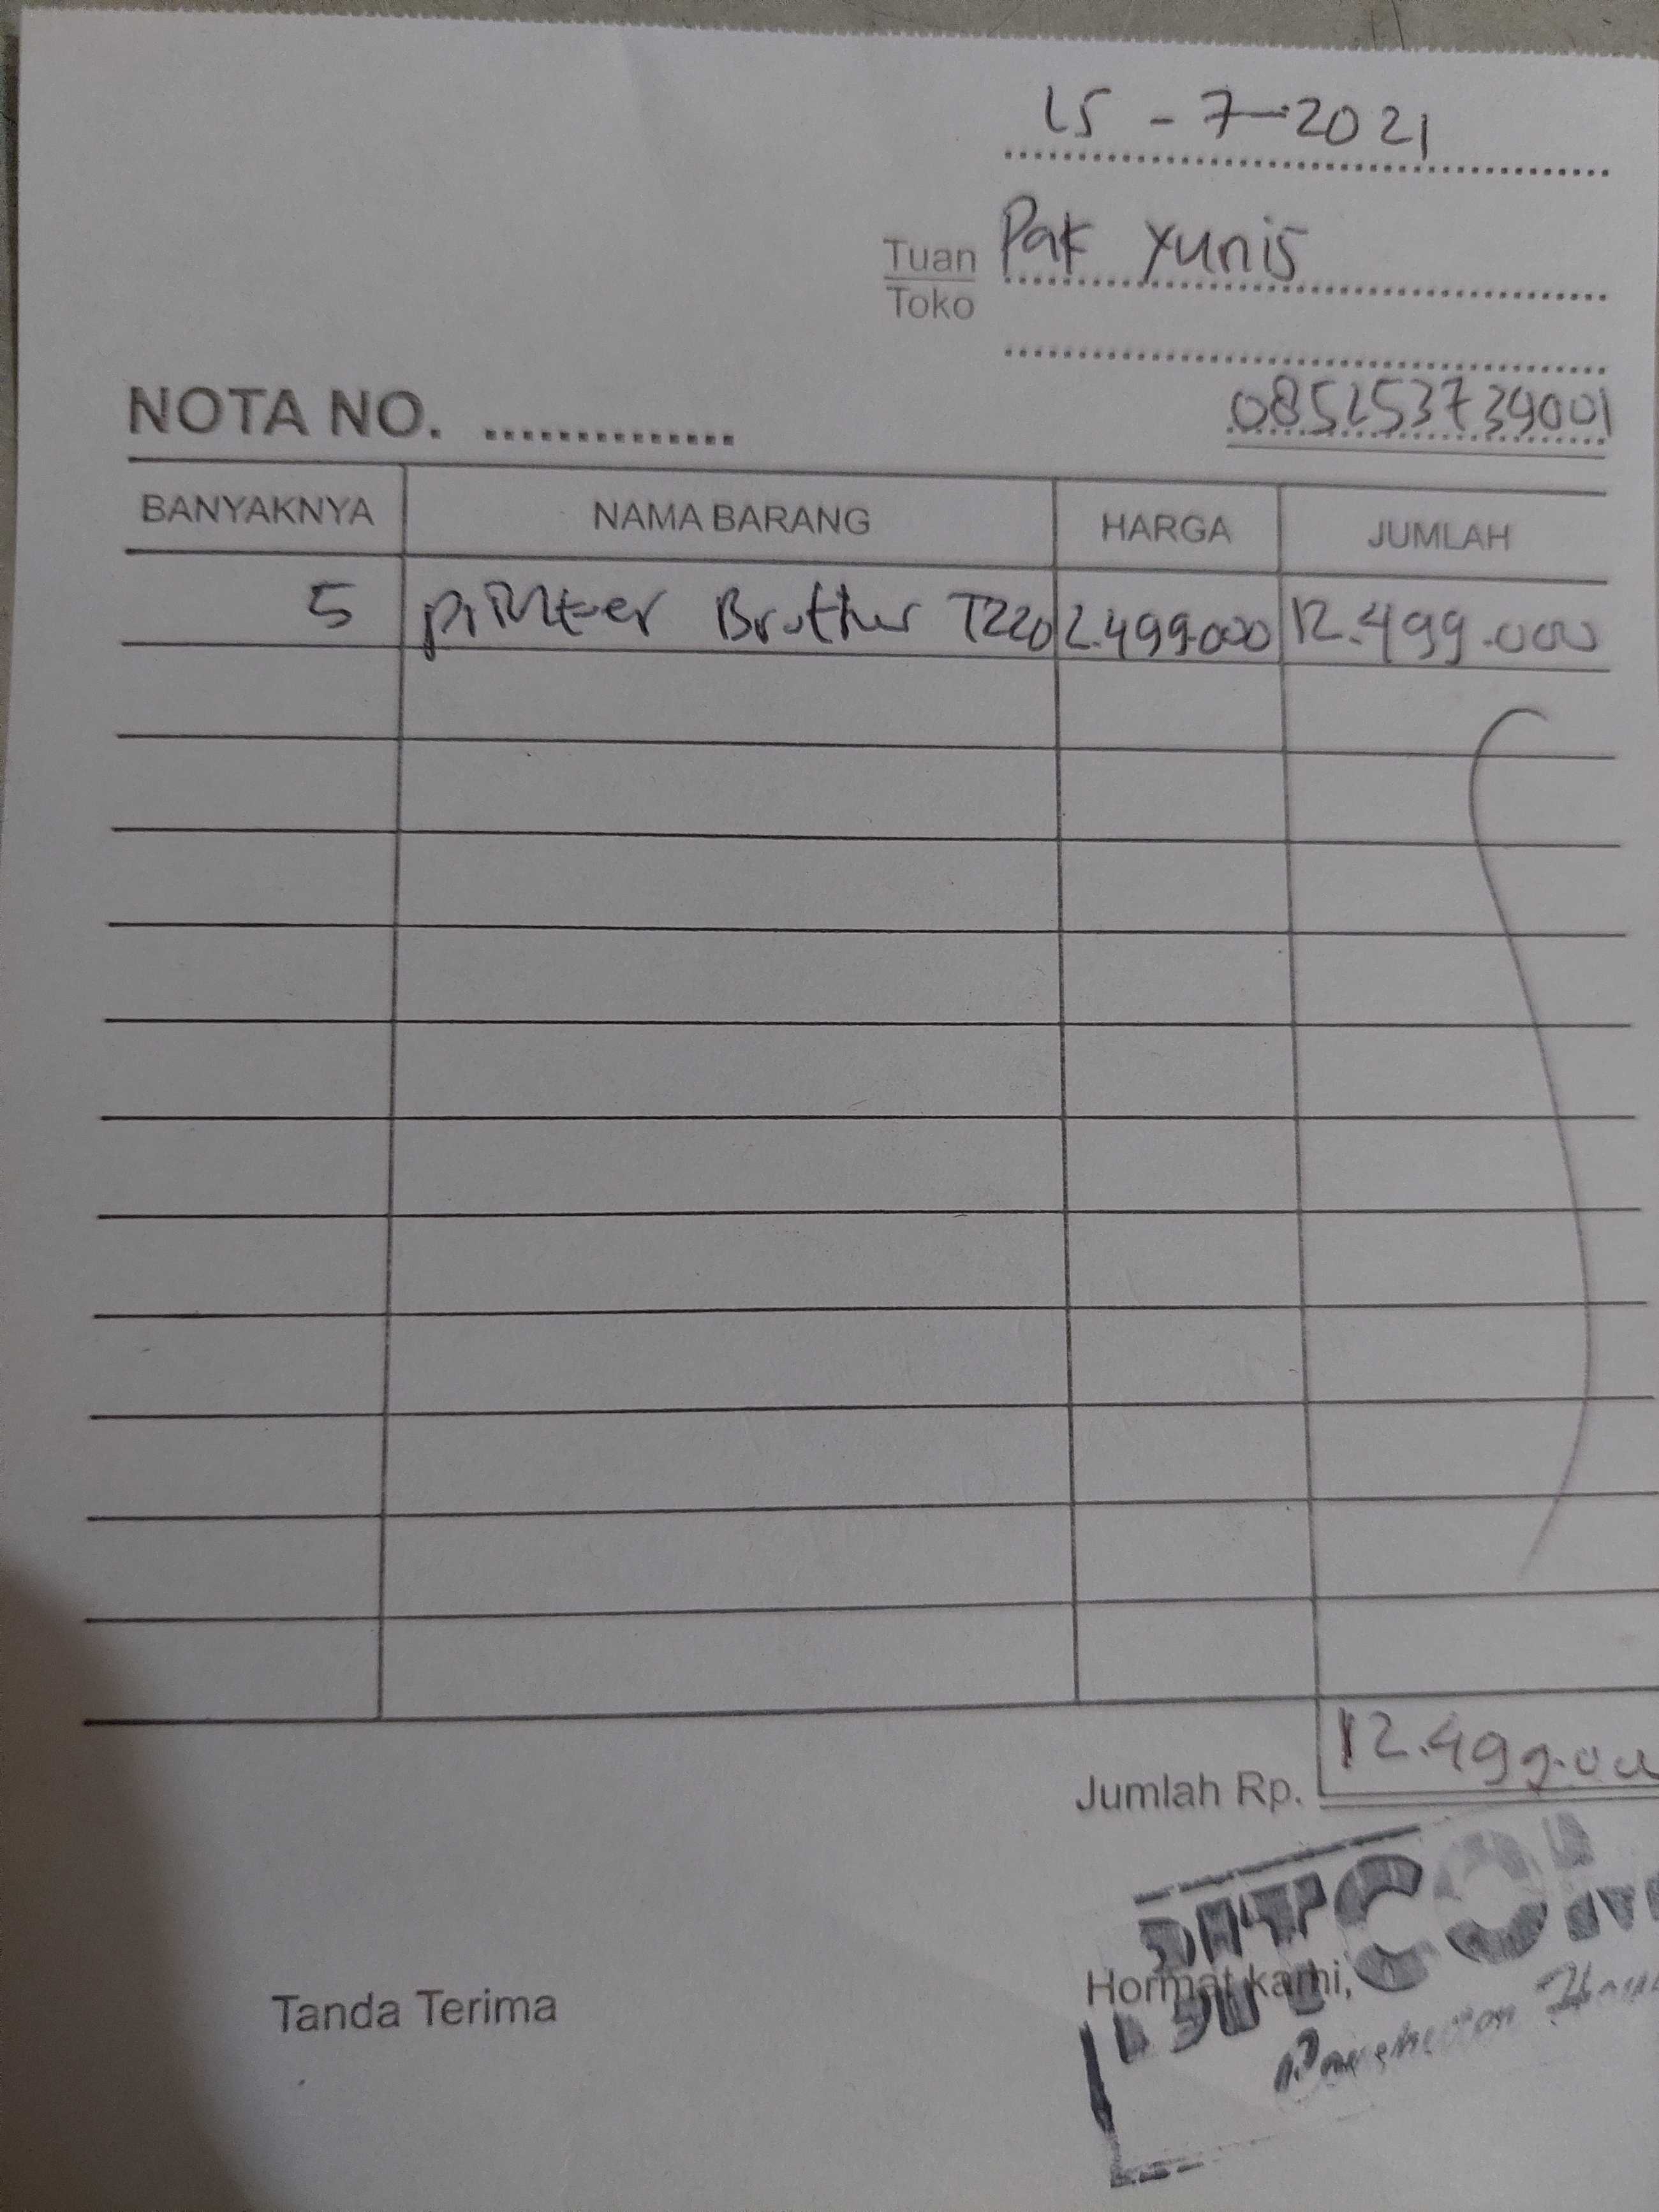 15 - 7 - 2021
Tuan Pak Yunis
Toko
085253739001
NOTA NO. ...............
BANYAKNYA NAMA BARANG HARGA JUMLAH
5 printer Brother T220 2.499.000 12.499.000
Jumlah Rp. 12.499.00
Tanda Terima Hormat kami,